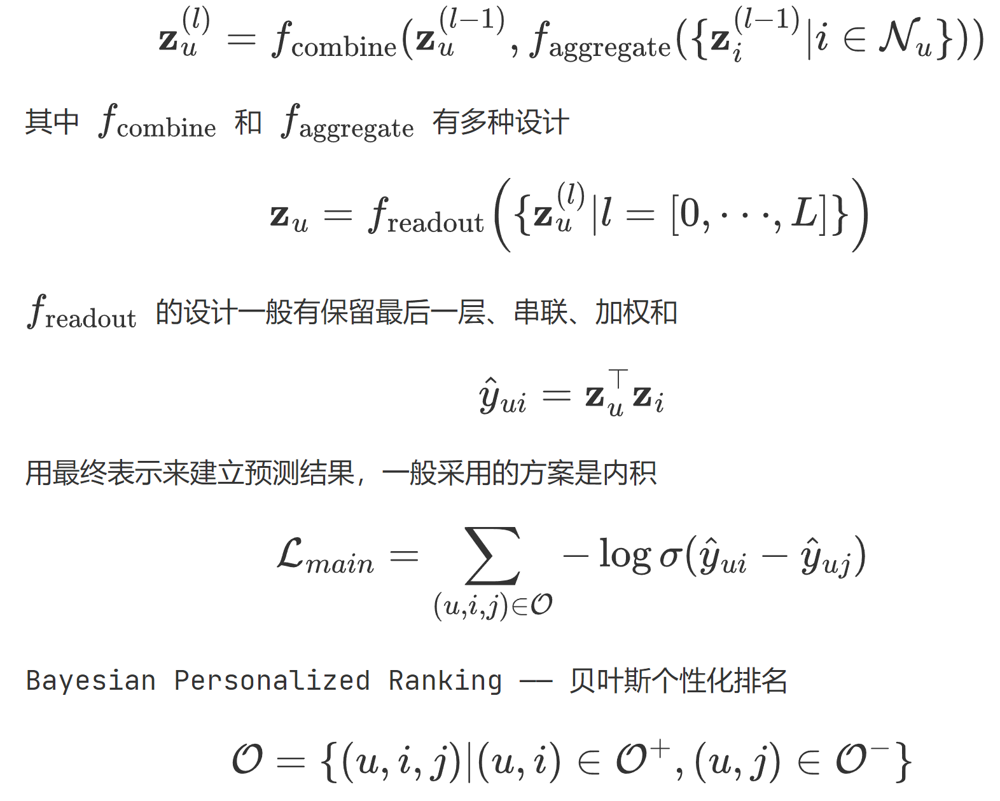 $$\mathbf{z}_u^{(l)} = f_{\text{combine}}(\mathbf{z}_u^{(l-1)}, f_{\text{aggregate}}(\{\mathbf{z}_i^{(l-1)} | i \in \mathcal{N}_u\}))$$
其中 $f_{\text{combine}}$ 和 $f_{\text{aggregate}}$ 有多种设计
$$\mathbf{z}_u = f_{\text{readout}}\left(\{\mathbf{z}_u^{(l)} | l = [0, \cdots, L]\}\right)$$
$f_{\text{readout}}$ 的设计一般有保留最后一层、串联、加权和
$$\hat{y}_{ui} = \mathbf{z}_u^\top \mathbf{z}_i$$
用最终表示来建立预测结果，一般采用的方案是内积
$$\mathcal{L}_{main} = \sum_{(u,i,j) \in \mathcal{O}} -\log \sigma(\hat{y}_{ui} - \hat{y}_{uj})$$
Bayesian Personalized Ranking —— 贝叶斯个性化排名
$$\mathcal{O} = \{(u, i, j) | (u, i) \in \mathcal{O}^+, (u, j) \in \mathcal{O}^-\}$$